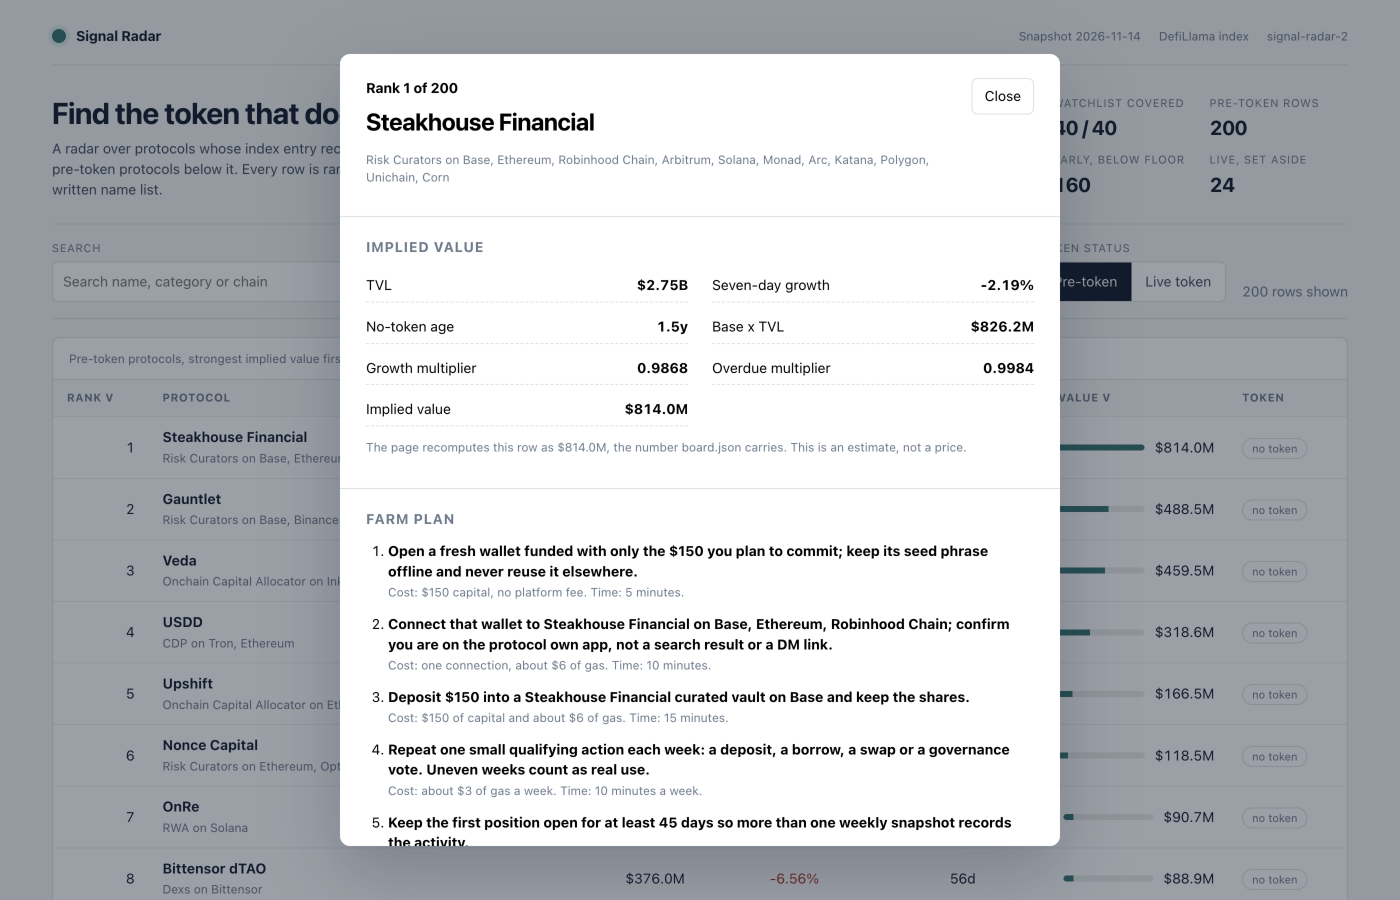 Signal Radar
Snapshot 2026-11-14 DefiLlama index signal-radar-2
Find the token that do
A radar over protocols whose index entry rec
pre-token protocols below it. Every row is ran
written name list.
WATCHLIST COVERED PRE-TOKEN ROWS
40 / 40 200
EARLY, BELOW FLOOR LIVE, SET ASIDE
160 24
SEARCH
Search name, category or chain
TOKEN STATUS
Pre-token Live token 200 rows shown
Pre-token protocols, strongest implied value firs
RANK V PROTOCOL VALUE V TOKEN
1 Steakhouse Financial $814.0M no token
Risk Curators on Base, Ethereu
2 Gauntlet $488.5M no token
Risk Curators on Base, Binance
3 Veda $459.5M no token
Onchain Capital Allocator on Ink
4 USDD $318.6M no token
CDP on Tron, Ethereum
5 Upshift $166.5M no token
Onchain Capital Allocator on Et
6 Nonce Capital $118.5M no token
Risk Curators on Ethereum, Opt
7 OnRe $90.7M no token
RWA on Solana
8 Bittensor dTAO $376.0M -6.56% 56d $88.9M no token
Dexs on Bittensor
Rank 1 of 200
Close
Steakhouse Financial
Risk Curators on Base, Ethereum, Robinhood Chain, Arbitrum, Solana, Monad, Arc, Katana, Polygon,
Unichain, Corn
IMPLIED VALUE
TVL $2.75B Seven-day growth -2.19%
No-token age 1.5y Base x TVL $826.2M
Growth multiplier 0.9868 Overdue multiplier 0.9984
Implied value $814.0M
The page recomputes this row as $814.0M, the number board.json carries. This is an estimate, not a price.
FARM PLAN
1. Open a fresh wallet funded with only the $150 you plan to commit; keep its seed phrase
offline and never reuse it elsewhere.
Cost: $150 capital, no platform fee. Time: 5 minutes.
2. Connect that wallet to Steakhouse Financial on Base, Ethereum, Robinhood Chain; confirm
you are on the protocol own app, not a search result or a DM link.
Cost: one connection, about $6 of gas. Time: 10 minutes.
3. Deposit $150 into a Steakhouse Financial curated vault on Base and keep the shares.
Cost: $150 of capital and about $6 of gas. Time: 15 minutes.
4. Repeat one small qualifying action each week: a deposit, a borrow, a swap or a governance
vote. Uneven weeks count as real use.
Cost: about $3 of gas a week. Time: 10 minutes a week.
5. Keep the first position open for at least 45 days so more than one weekly snapshot records
the activity.